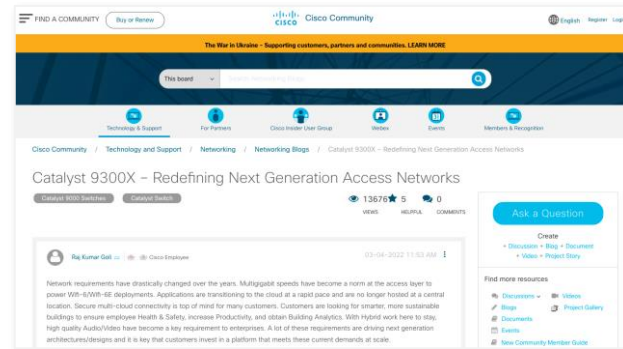 FIND A COMMUNITY
Buy or Renew
CISCO
Cisco Community
English
Register
The War in Ukraine – Supporting customers, partners and communities. LEARN MORE
This board
Technology & Support
For Partners
Cisco Insider User Group
Webex
Events
Members & Recognition
Cisco Community / Technology and Support / Networking / Networking Blogs / Catalyst 9300X – Redefining Next Generation Access Networks
Catalyst 9300X – Redefining Next Generation Access Networks
Catalyst 9000 Switches
Catalyst Switch
13676 5 0
VIEWS HELPFUL COMMENTS
Ask a Question
Create
+ Discussion + Blog + Document
+ Video + Project Story
Raj Kumar Goli
Cisco Employee
03-04-2022 11:53 AM
Network requirements have drastically changed over the years. Multigigabit speeds have become a norm at the access layer to
power Wifi-6/Wifi-6E deployments. Applications are transitioning to the cloud at a rapid pace and are no longer hosted at a central
location. Secure multi-cloud connectivity is top of mind for many customers. Customers are looking for smarter, more sustainable
buildings to ensure employee Health & Safety, increase Productivity, and obtain Building Analytics. With Hybrid work here to stay,
high quality Audio/Video have become a key requirement to enterprises. A lot of these requirements are driving next generation
architectures/designs and it is key that customers invest in a platform that meets these current demands at scale.
Find more resources
Discussions
Videos
Blogs
Project Gallery
Documents
Events
New Community Member Guide